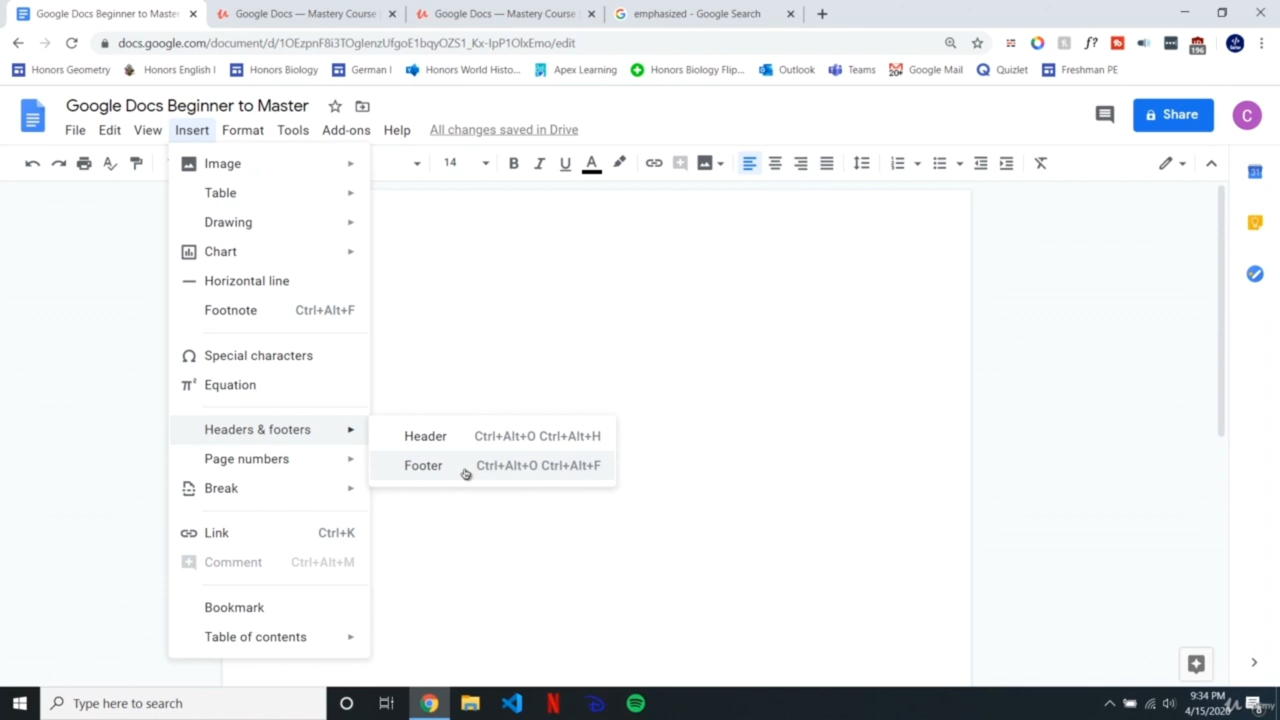 Google Docs Beginner to Master
Google Docs — Mastery Course
Google Docs — Mastery Course
emphasized - Google Search
docs.google.com/document/d/1OEzpnF8i3TOglenzUfgoE1bqyOZS1_Kx-IHP1OlxEmo/edit
196
Honors Geometry
Honors English I
Honors Biology
German I
Honors World Histo...
Apex Learning
Honors Biology Flip...
Outlook
Teams
Google Mail
Quizlet
Freshman PE
Google Docs Beginner to Master
File Edit View Insert Format Tools Add-ons Help All changes saved in Drive
Share
C
14
31
Image
Table
Drawing
Chart
Horizontal line
Footnote Ctrl+Alt+F
Special characters
Equation
Headers & footers
Header Ctrl+Alt+O Ctrl+Alt+H
Page numbers
Footer Ctrl+Alt+O Ctrl+Alt+F
Break
Link Ctrl+K
Comment Ctrl+Alt+M
Bookmark
Table of contents
Type here to search
9:34 PM
4/15/2020